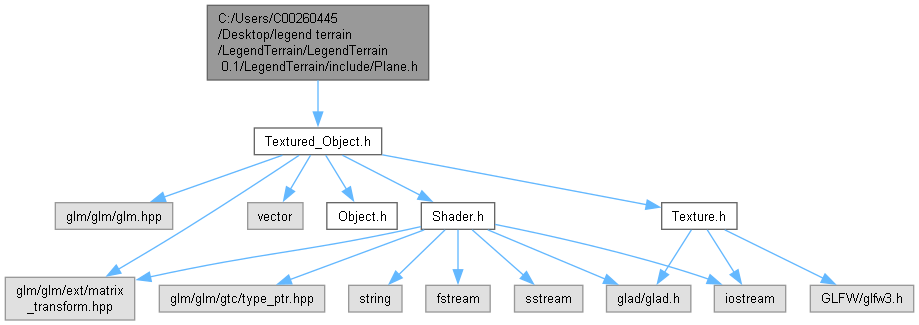 C:/Users/C00260445
/Desktop/legend terrain
/LegendTerrain/LegendTerrain
0.1/LegendTerrain/include/Plane.h
Textured_Object.h
glm/glm/glm.hpp
vector
Object.h
Shader.h
Texture.h
glm/glm/ext/matrix
_transform.hpp
glm/glm/gtc/type_ptr.hpp
string
fstream
sstream
glad/glad.h
iostream
GLFW/glfw3.h